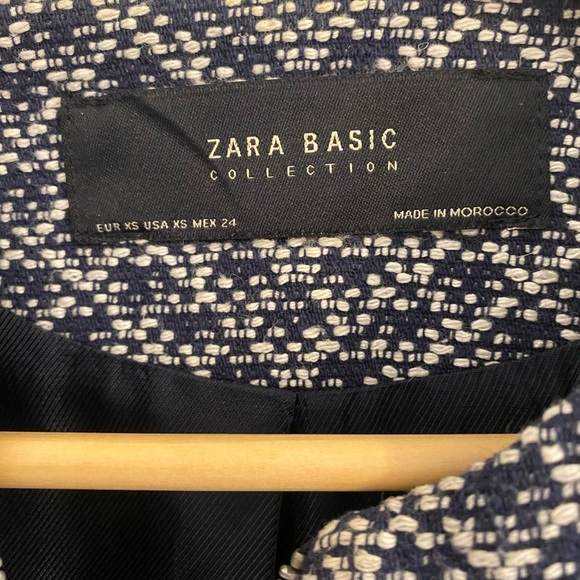 ZARA BASIC
COLLECTION
EUR XS USA XS MEX 24
MADE IN MOROCCO